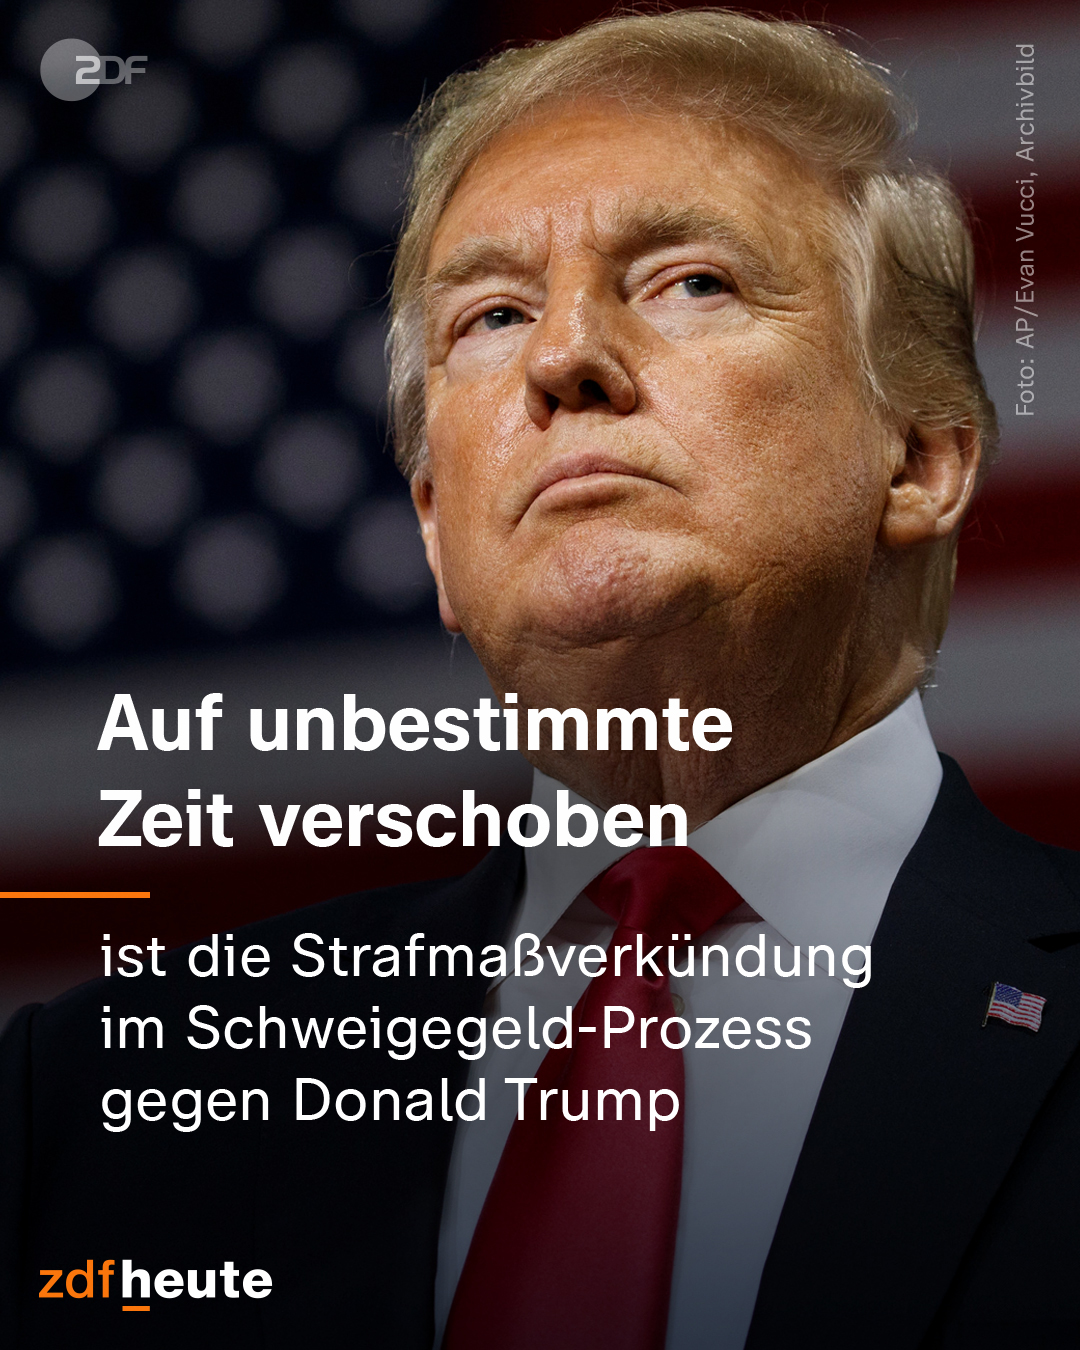 ZDF
Foto: AP/Evan Vucci, Archivbild
Auf unbestimmte
Zeit verschoben
ist die Strafmaßverkündung
im Schweigegeld-Prozess
gegen Donald Trump
zdfheute